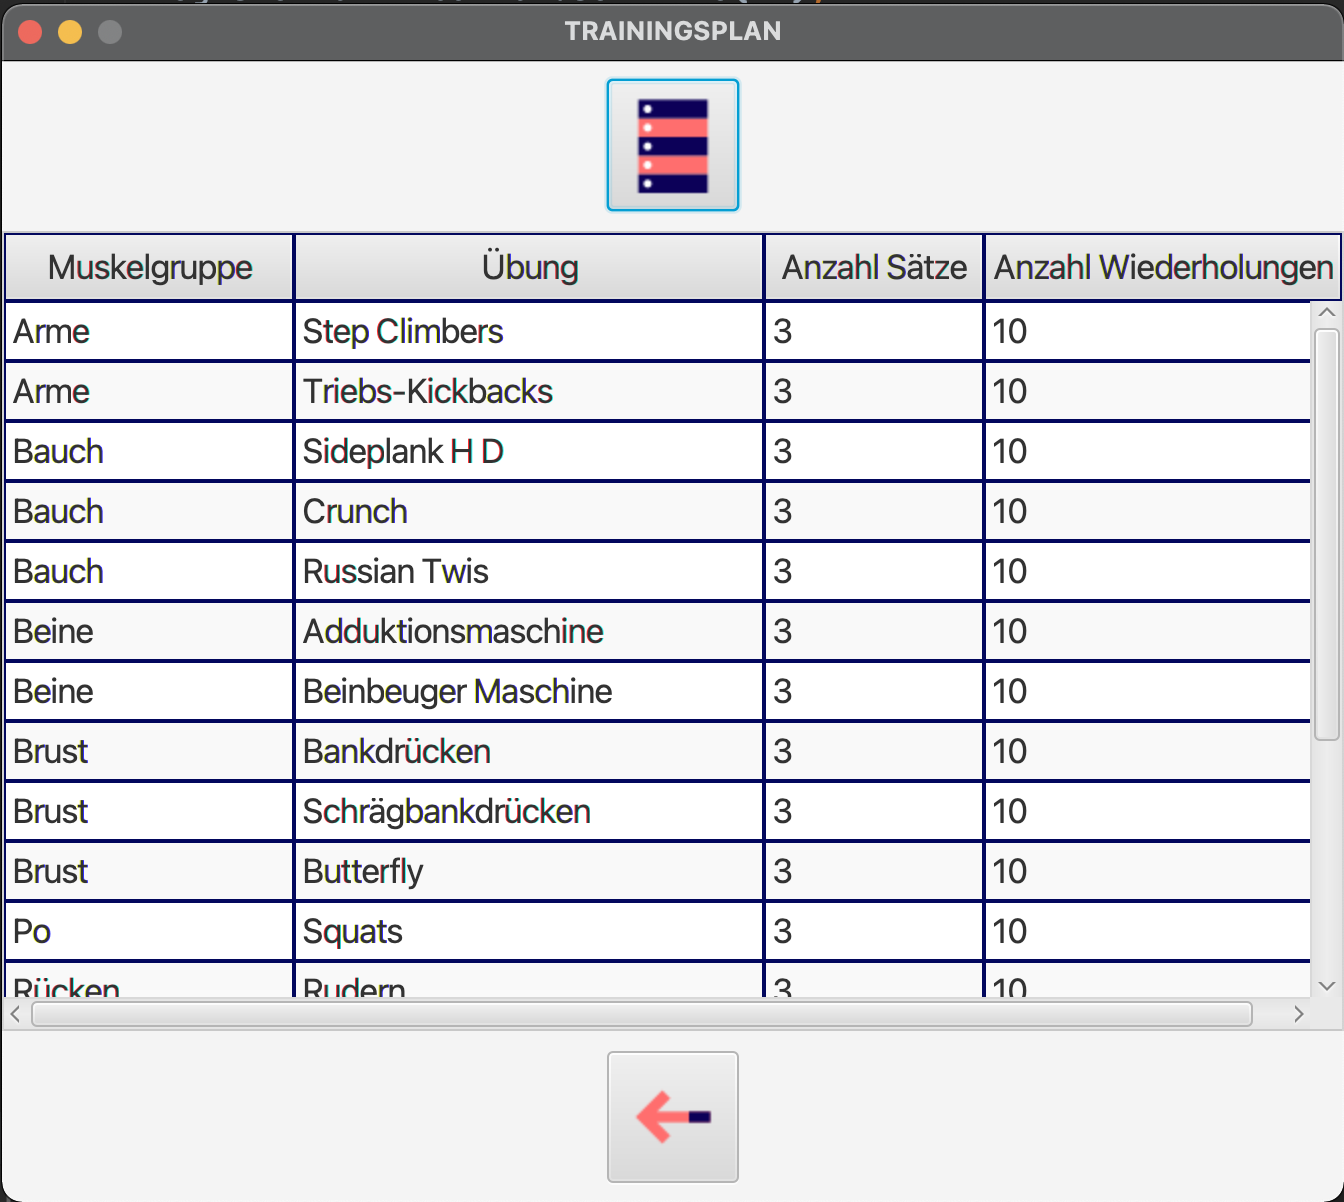 TRAININGSPLAN
Muskelgruppe Übung Anzahl Sätze Anzahl Wiederholungen
Arme Step Climbers 3 10
Arme Triebs-Kickbacks 3 10
Bauch Sideplank H D 3 10
Bauch Crunch 3 10
Bauch Russian Twis 3 10
Beine Adduktionsmaschine 3 10
Beine Beinbeuger Maschine 3 10
Brust Bankdrücken 3 10
Brust Schrägbankdrücken 3 10
Brust Butterfly 3 10
Po Squats 3 10
Rücken Rudern 3 10